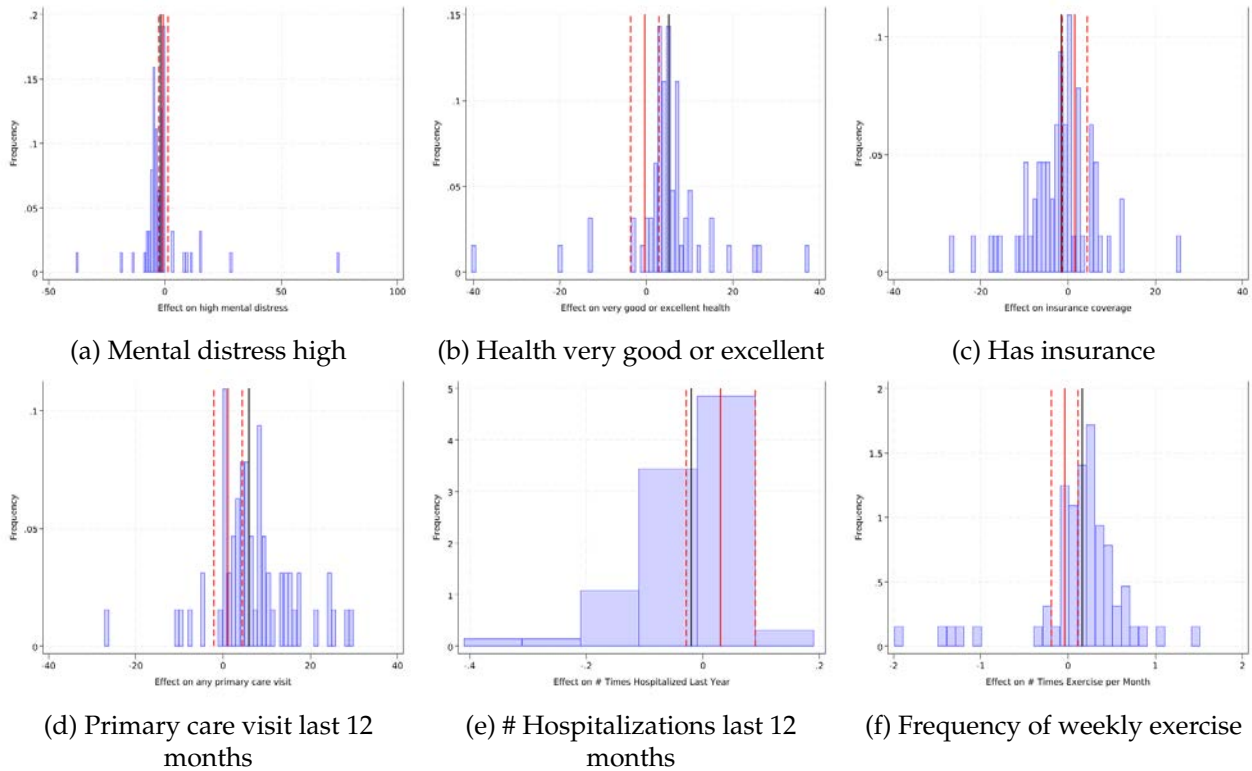 .2
.15
.1
.05
0
Frequency
-50
0
50
100
Effect on high mental distress
(a) Mental distress high
.15
.1
.05
0
Frequency
-40
-20
0
20
40
Effect on very good or excellent health
(b) Health very good or excellent
.1
.05
0
Frequency
-40
-20
0
20
40
Effect on insurance coverage
(c) Has insurance
.1
.05
0
Frequency
-40
-20
0
20
40
Effect on any primary care visit
(d) Primary care visit last 12
months
5
4
3
2
1
0
Frequency
-.4
-.2
0
.2
Effect on # Times Hospitalized Last Year
(e) # Hospitalizations last 12
months
2
1.5
1
.5
0
Frequency
-2
-1
0
1
2
Effect on # Times Exercise per Month
(f) Frequency of weekly exercise